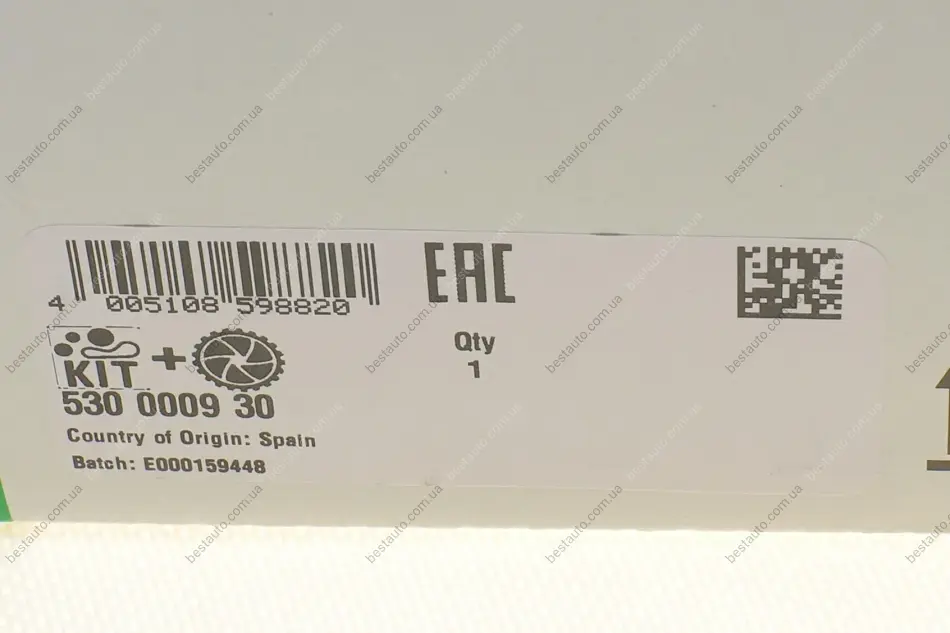 4 005108 598820
EAC
Qty
1
KIT +
530 0009 30
Country of Origin: Spain
Batch: E000159448
bestauto.com.ua